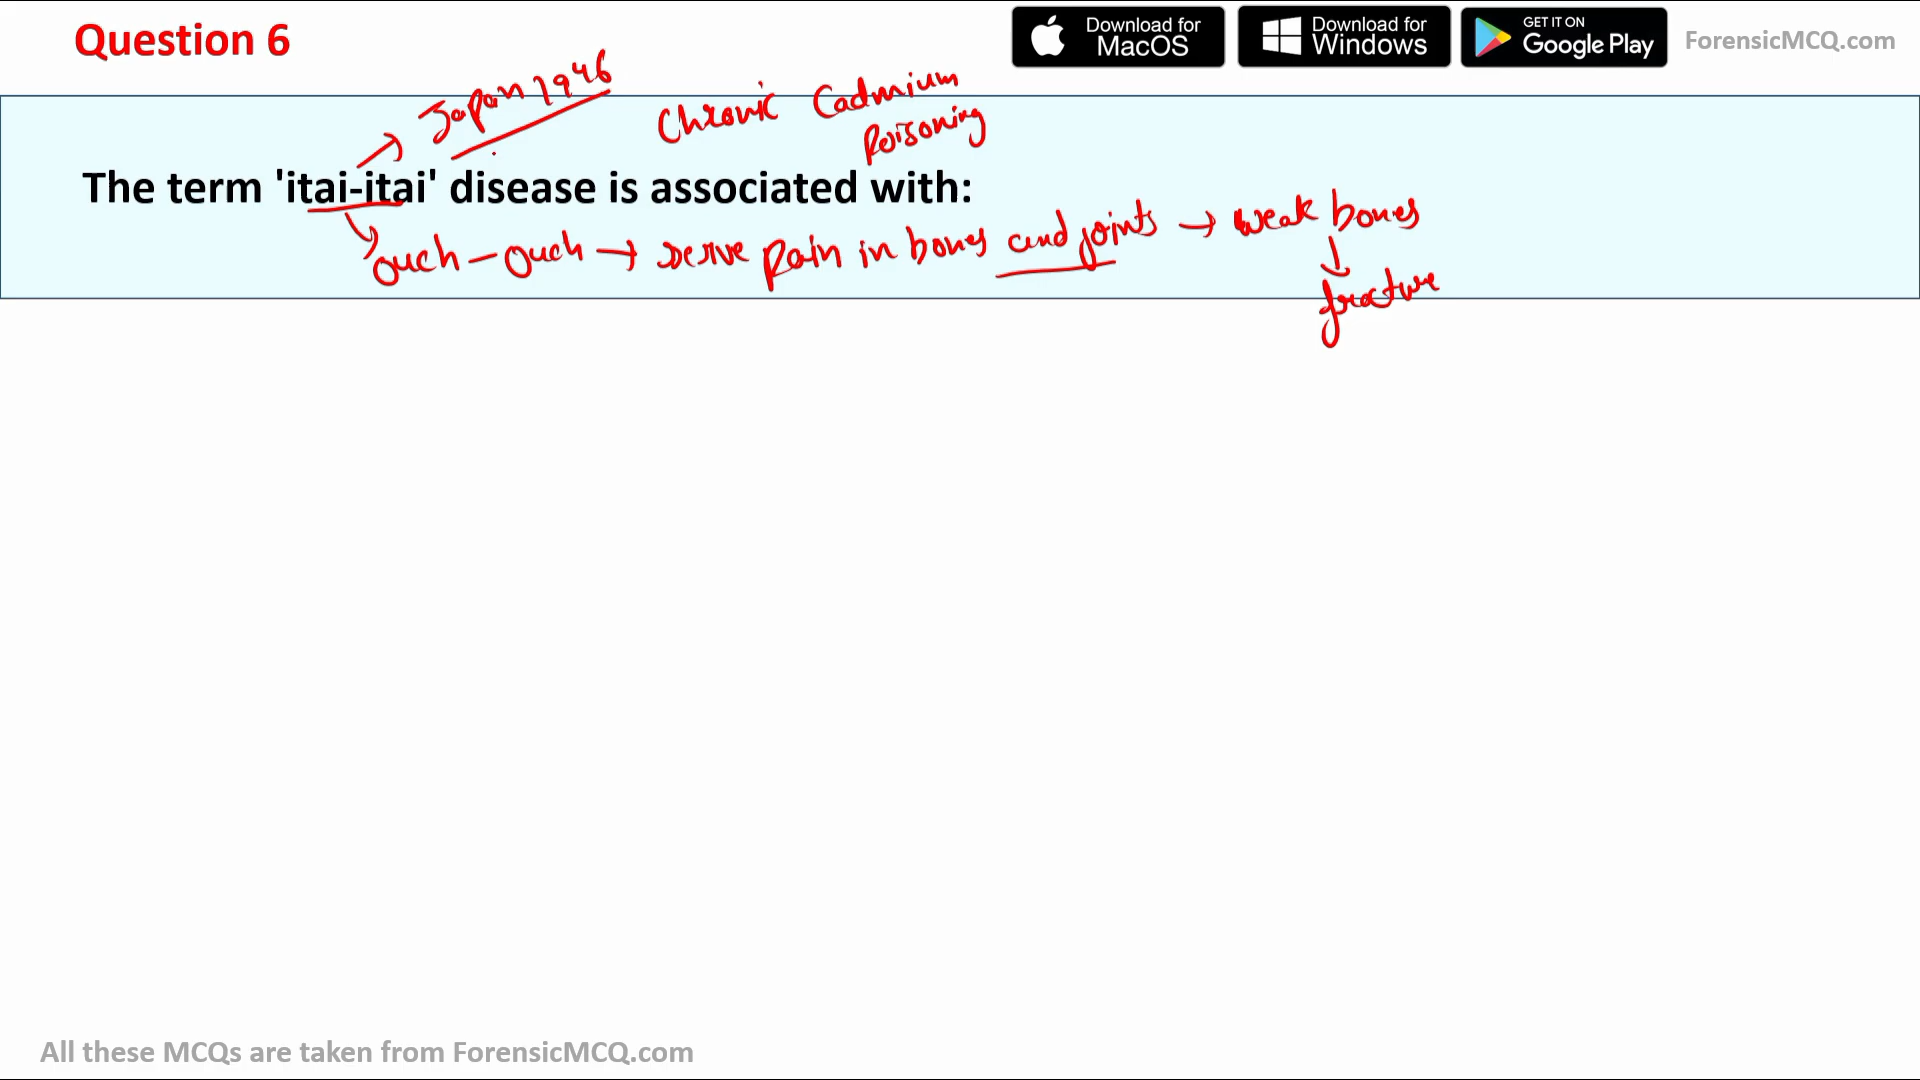 Question 6
Download for
MacOS
Download for
Windows
GET IT ON
Google Play
ForensicMCQ.com
Japan 1946
Chronic Cadmium
Poisoning
The term 'itai-itai' disease is associated with:
ouch-ouch → serve pain in bones and joints → weak bones
fracture
All these MCQs are taken from ForensicMCQ.com